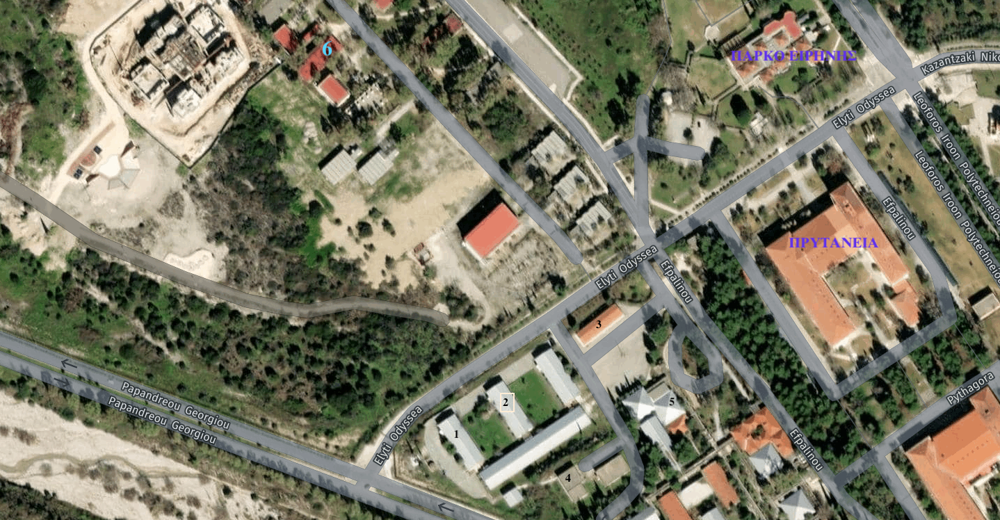 6
ΠΑΡΚΟ ΕΙΡΗΝΗΣ
Kazantzaki Niko
Elyti Odyssea
Leoforos Iroon Polytechneiou
Leoforos Iroon Polytechneiou
Efpalinou
ΠΡΥΤΑΝΕΙΑ
Elyti Odyssea
Efpalinou
3
Pythagora
5
2
1
4
Papandreou Georgiou
Papandreou Georgiou
Elyti Odyssea
Efpalinou